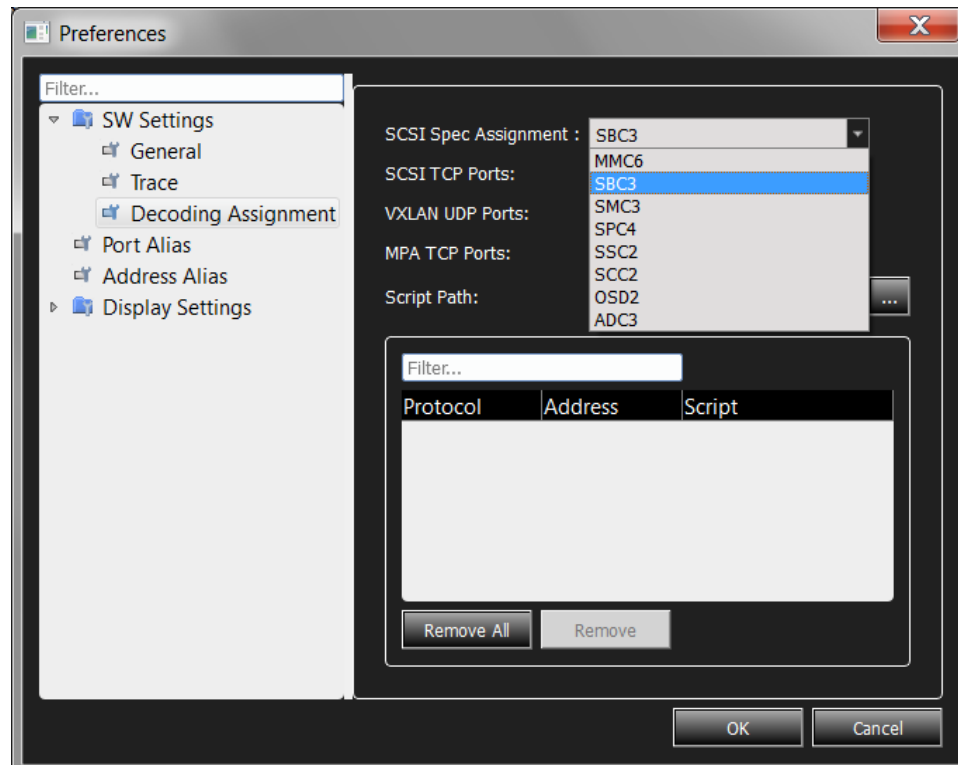 Preferences
X
Filter...
SW Settings
General
Trace
Decoding Assignment
Port Alias
Address Alias
Display Settings
SCSI Spec Assignment : SBC3
MMC6
SBC3
SMC3
SPC4
SSC2
SCC2
OSD2
ADC3
SCSI TCP Ports:
VXLAN UDP Ports:
MPA TCP Ports:
Script Path: ...
Filter...
Protocol Address Script
Remove All Remove
OK Cancel